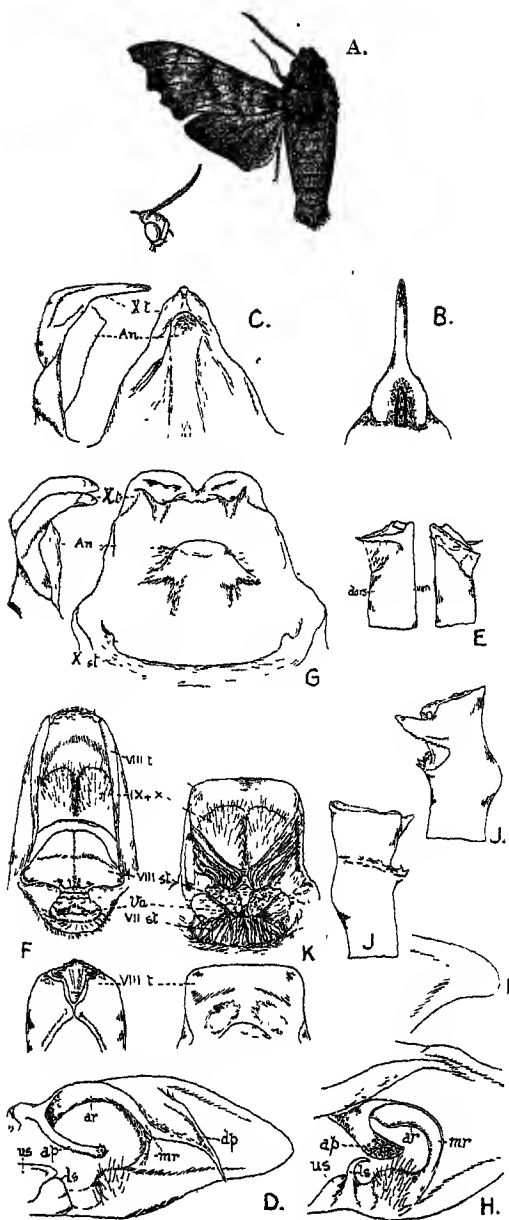 A.
C.
B.
X t
An.
X t.
An
X st
G
dors
ven
E
VIII t
IX+X
VIII st
Va
VII st
F
K
J.
J
VIII t
I
ar
us
ap
ls
mr
dp
D.
ap
us
ls
ar
mr
H.